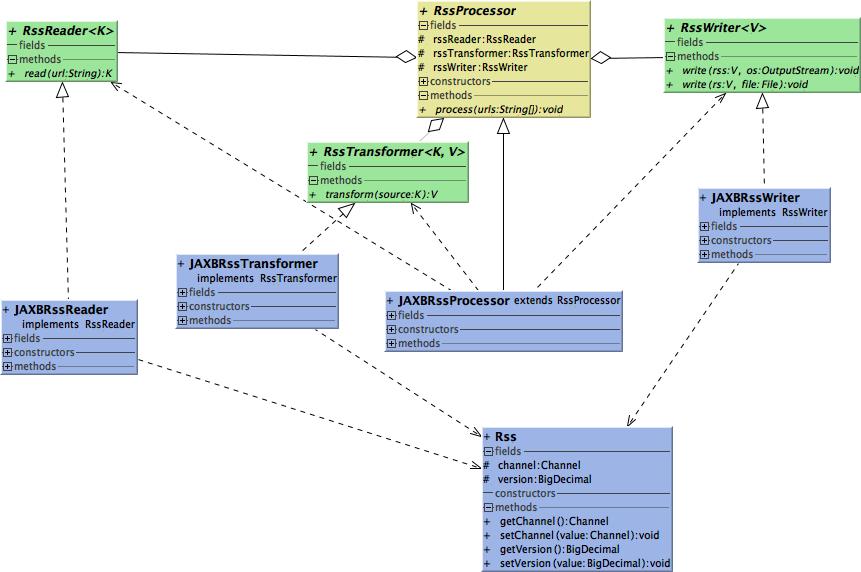 + RssProcessor
fields
# rssReader:RssReader
# rssTransformer:RssTransformer
# rssWriter:RssWriter
constructors
methods
+ process(urls:String[]):void
+ RssReader<K>
fields
methods
+ read(url:String):K
+ RssWriter<V>
fields
methods
+ write(rss:V, os:OutputStream):void
+ write(rs:V, file:File):void
+ RssTransformer<K, V>
fields
methods
+ transform(source:K):V
+ JAXBRssWriter
implements RssWriter
fields
constructors
methods
+ JAXBRssTransformer
implements RssTransformer
fields
constructors
methods
+ JAXBRssProcessor extends RssProcessor
fields
constructors
methods
+ JAXBRssReader
implements RssReader
fields
constructors
methods
+ Rss
fields
# channel:Channel
# version:BigDecimal
constructors
methods
+ getChannel():Channel
+ setChannel(value:Channel):void
+ getVersion():BigDecimal
+ setVersion(value:BigDecimal):void